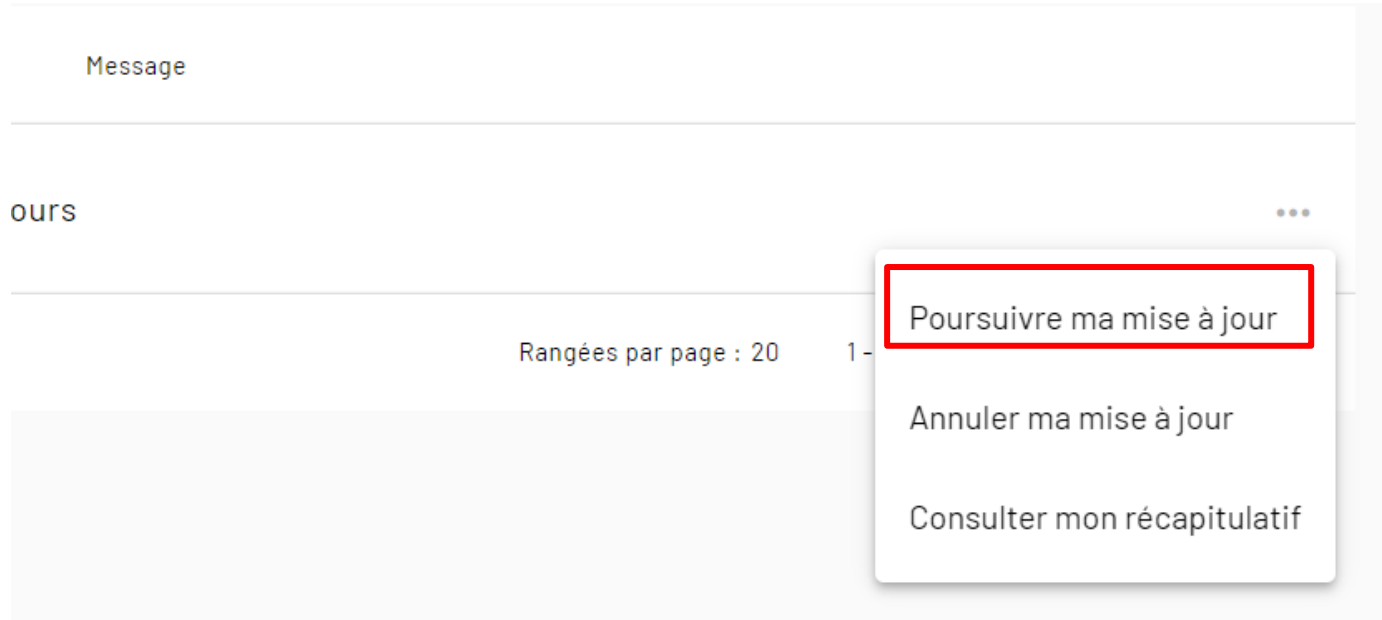 Message
ours
Poursuivre ma mise à jour
Rangées par page : 20 1 -
Annuler ma mise à jour
Consulter mon récapitulatif